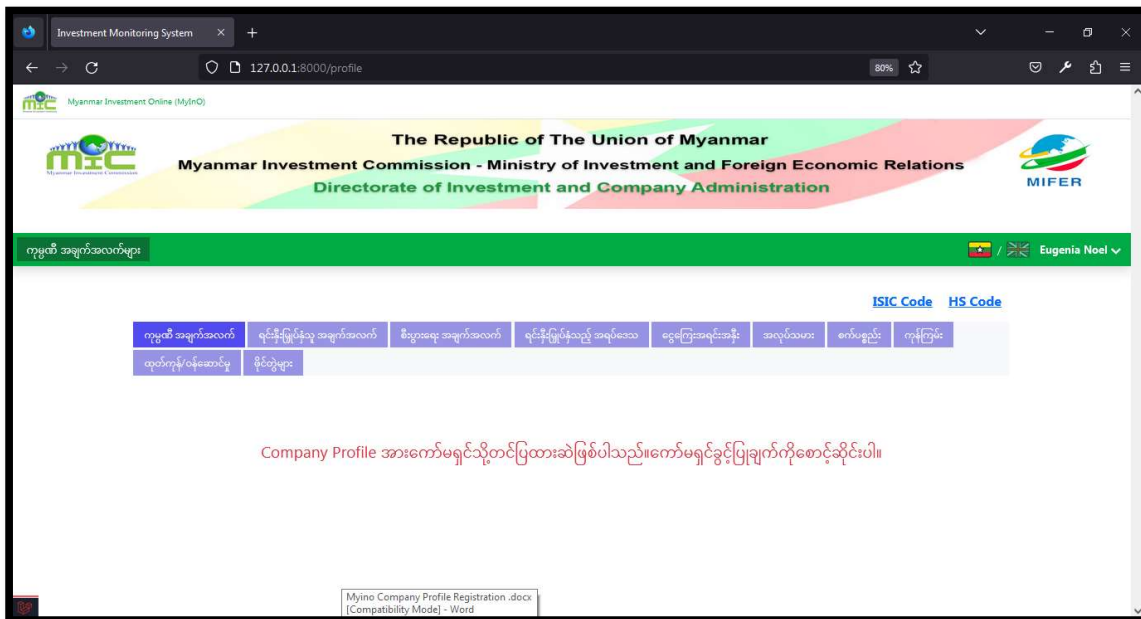 Investment Monitoring System
127.0.0.1:8000/profile
80%
Myanmar Investment Online (MyInO)
The Republic of The Union of Myanmar
Myanmar Investment Commission - Ministry of Investment and Foreign Economic Relations
Directorate of Investment and Company Administration
MIC
Myanmar Investment Commission
MIFER
ကုမ္ပဏီ အချက်အလက်များ
/ Eugenia Noel
ISIC Code HS Code
ကုမ္ပဏီ အချက်အလက် ရင်းနှီးမြှုပ်နှံသူ အချက်အလက် စီးပွားရေး အချက်အလက် ရင်းနှီးမြှုပ်နှံသည့် အရပ်ဒေသ ငွေကြေးအရင်းအနှီး အလုပ်သမား စက်ပစ္စည်း ကုန်ကြမ်း
ထုတ်ကုန်/ဝန်ဆောင်မှု ဖိုင်တွဲများ
Company Profile အားကော်မရှင်သို့တင်ပြထားဆဲဖြစ်ပါသည်။ကော်မရှင်ခွင့်ပြုချက်ကိုစောင့်ဆိုင်းပါ။
Myino Company Profile Registration .docx
[Compatibility Mode] - Word